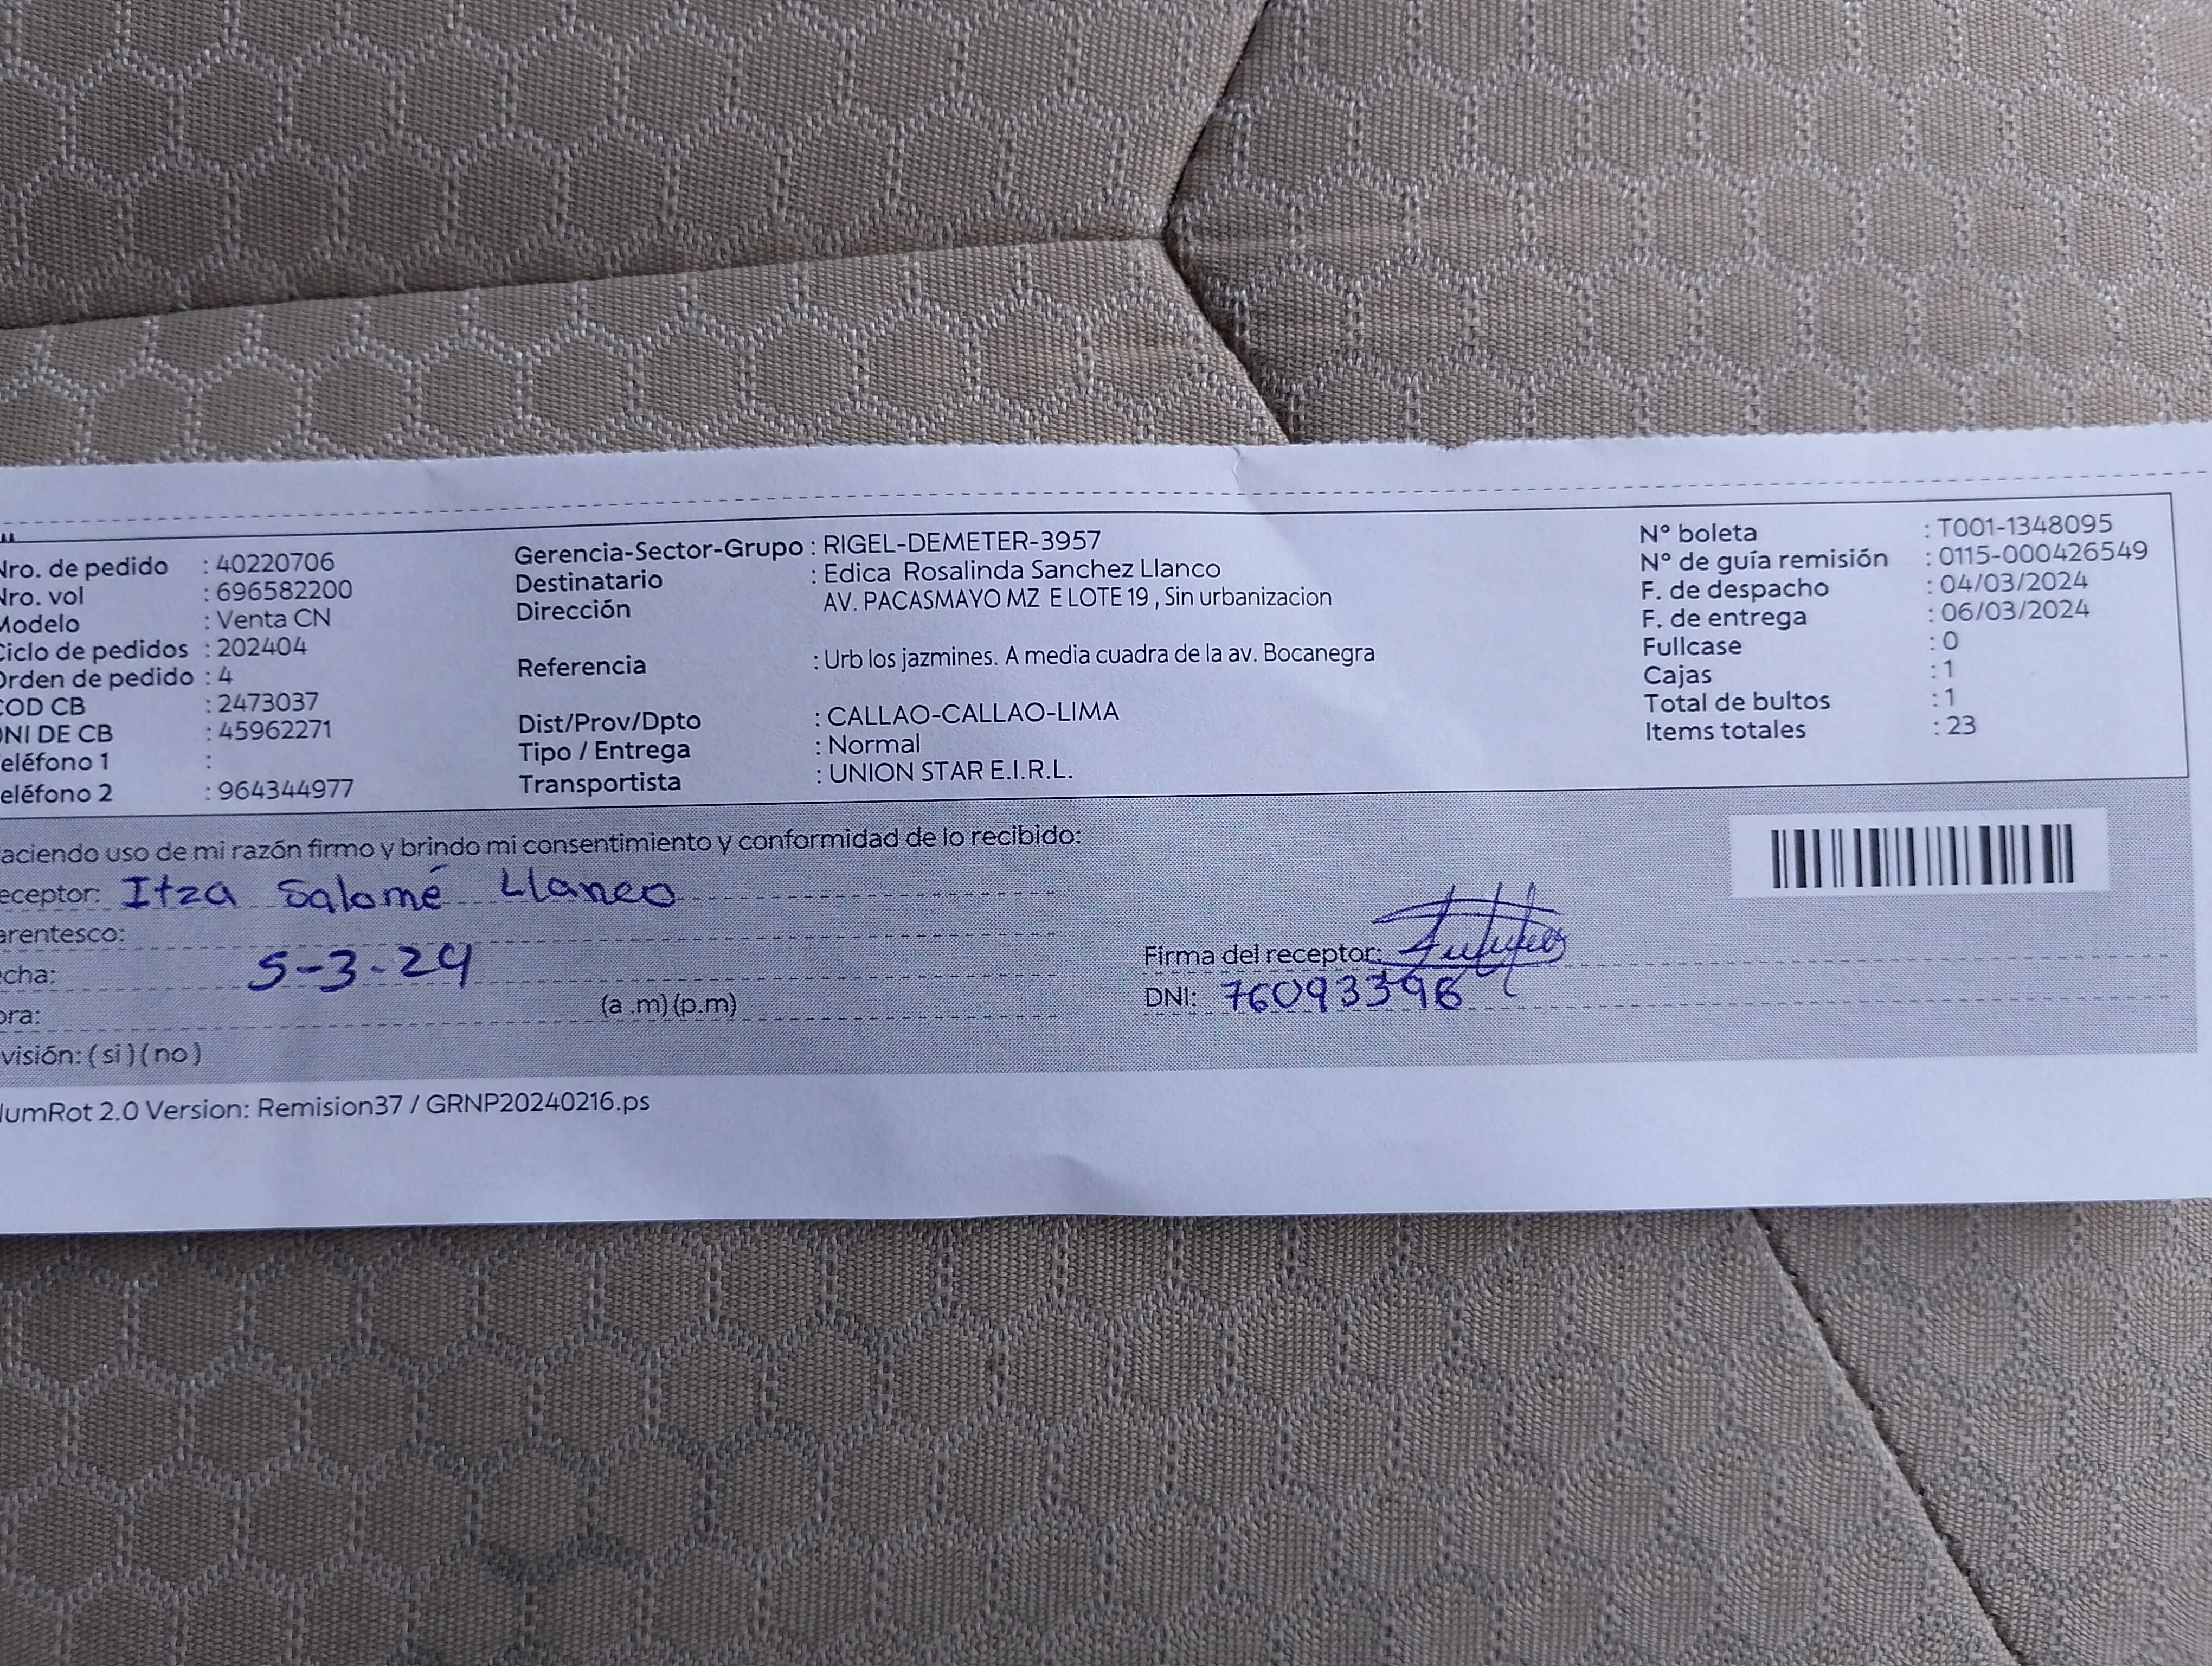 Nro. de pedido : 40220706
Nro. vol : 696582200
Modelo : Venta CN
Ciclo de pedidos : 202404
Orden de pedido : 4
COD CB : 2473037
DNI DE CB : 45962271
eléfono 1 :
eléfono 2 : 964344977
Gerencia-Sector-Grupo : RIGEL-DEMETER-3957
Destinatario : Edica Rosalinda Sanchez Llanco
Dirección AV. PACASMAYO MZ E LOTE 19 , Sin urbanizacion
Referencia : Urb los jazmines. A media cuadra de la av. Bocanegra
Dist/Prov/Dpto : CALLAO-CALLAO-LIMA
Tipo / Entrega : Normal
Transportista : UNION STAR E.I.R.L.
N° boleta : T001-1348095
N° de guía remisión : 0115-000426549
F. de despacho : 04/03/2024
F. de entrega : 06/03/2024
Fullcase : 0
Cajas : 1
Total de bultos : 1
Items totales : 23
aciendo uso de mi razón firmo y brindo mi consentimiento y conformidad de lo recibido:
eceptor: Itza Salomé Llanco
arentesco:
echa: 5-3-24
ora: (a .m) (p.m)
visión: ( si ) ( no )
Firma del receptor:
DNI: 76093396
NumRot 2.0 Version: Remision37 / GRNP20240216.ps